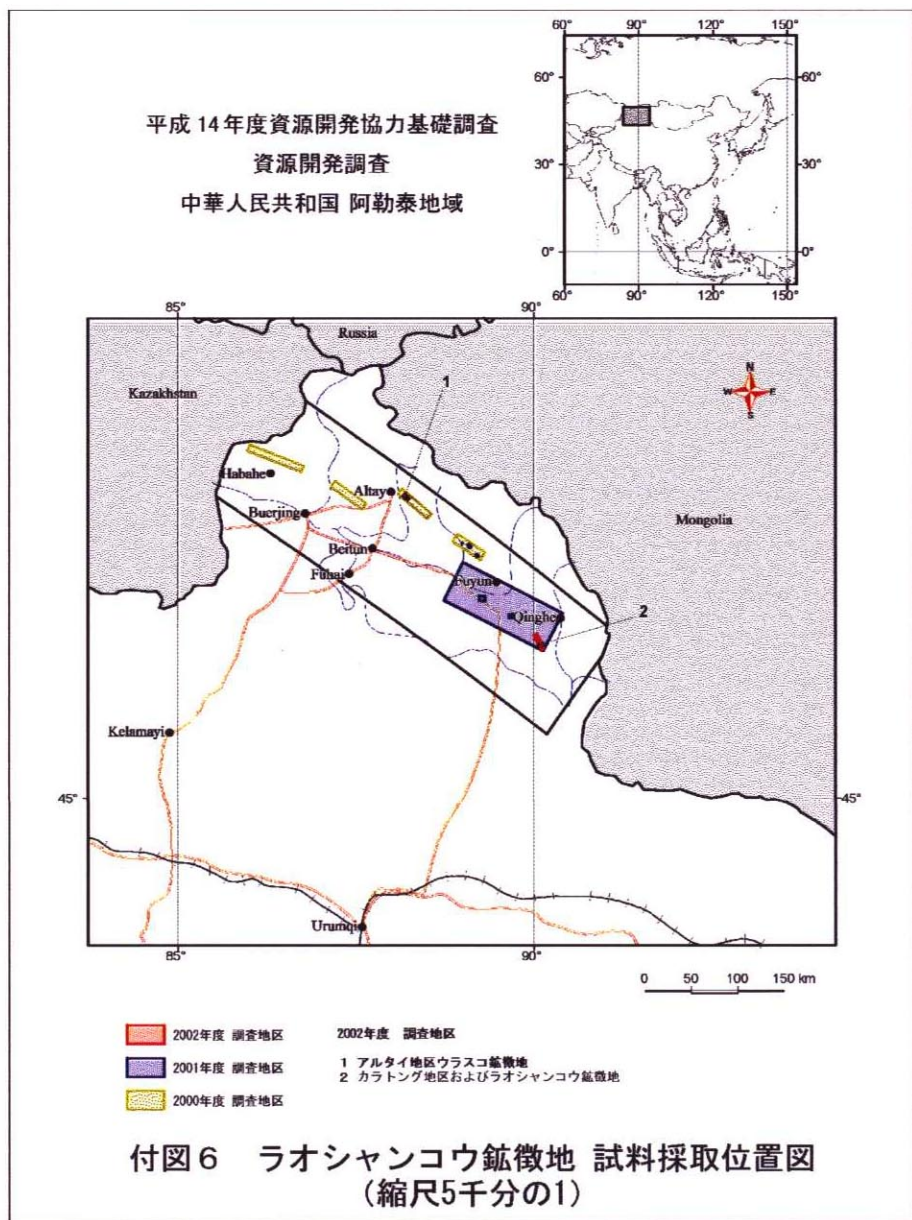 平成14年度資源開発協力基礎調査
資源開発調査
中華人民共和国 阿勒泰地域
60° 90° 120° 150°
60° 60°
30° 30°
0° 0°
60° 90° 120° 150°
85° 90°
Russia
Kazakhstan
1
N
W E
S
Habahe
Altay
Buerjing
Mongolia
Beitun
Fuhai
Fuyun
Qinghe
2
Kelamayi
45° 45°
Urumqi
85° 90°
0 50 100 150 km
2002年度 調査地区
2001年度 調査地区
2000年度 調査地区
2002年度 調査地区
1 アルタイ地区ウラスコ鉱徴地
2 カラトング地区およびラオシャンコウ鉱徴地
付図6 ラオシャンコウ鉱徴地 試料採取位置図
(縮尺5千分の1)